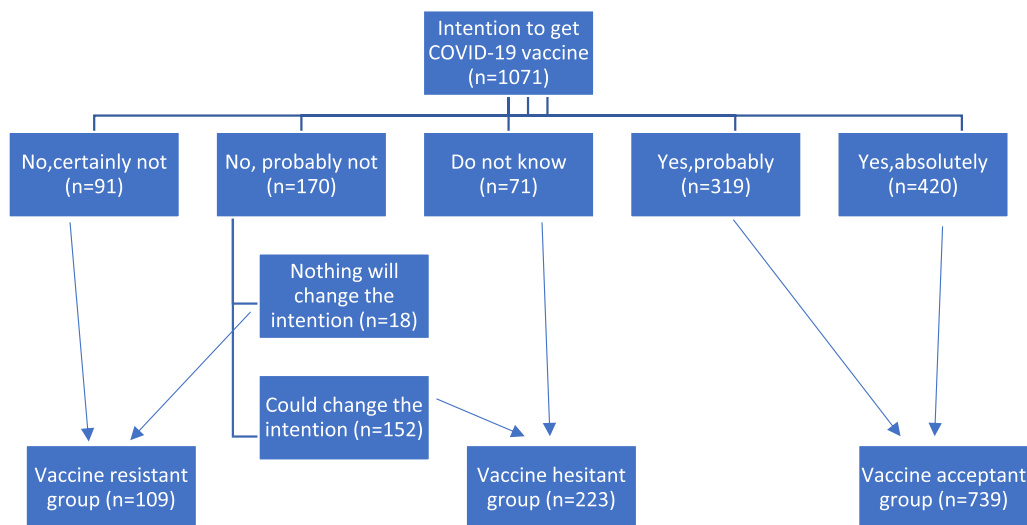 Intention to get
COVID-19 vaccine
(n=1071)
No,certainly not
(n=91)
No, probably not
(n=170)
Do not know
(n=71)
Yes,probably
(n=319)
Yes,absolutely
(n=420)
Nothing will
change the
intention (n=18)
Could change the
intention (n=152)
Vaccine resistant
group (n=109)
Vaccine hesitant
group (n=223)
Vaccine acceptant
group (n=739)